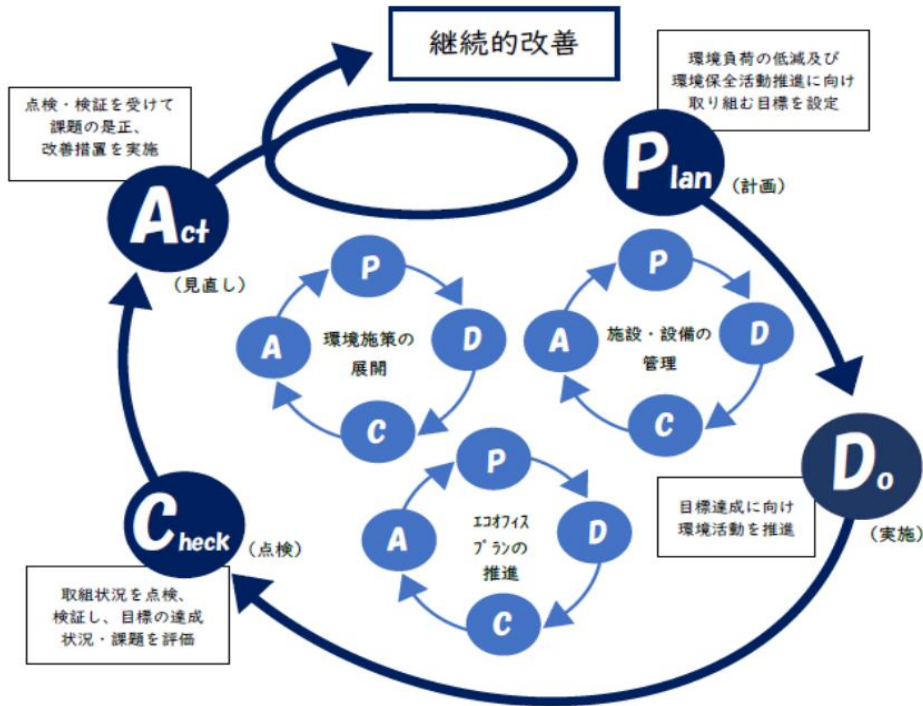 継続的改善
環境負荷の低減及び
環境保全活動推進に向け
取り組む目標を設定
Plan
(計画)
点検・検証を受けて
課題の是正、
改善措置を実施
Act
(見直し)
P
D
C
A
環境施策の
展開
P
D
C
A
施設・設備の
管理
P
D
C
A
エコオフィス
プランの
推進
目標達成に向け
環境活動を推進
Do
(実施)
Check
(点検)
取組状況を点検、
検証し、目標の達成
状況・課題を評価